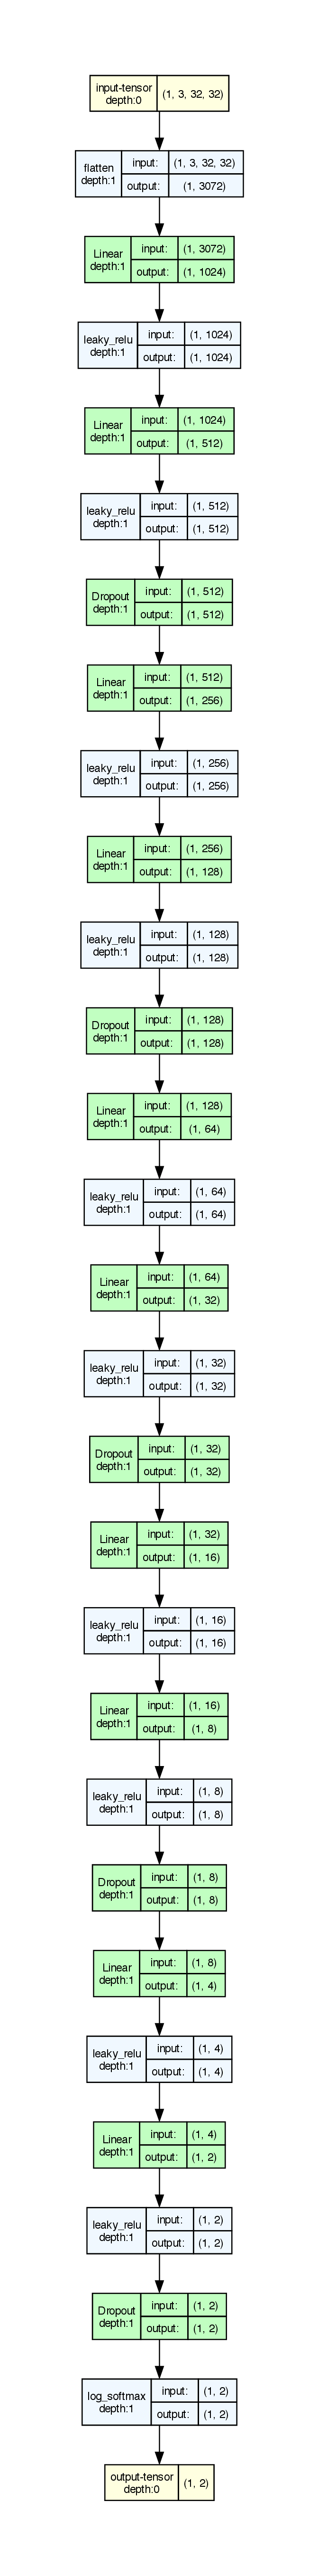 input-tensor
depth:0
(1, 3, 32, 32)
flatten
depth:1
input:
(1, 3, 32, 32)
output:
(1, 3072)
Linear
depth:1
input:
(1, 3072)
output:
(1, 1024)
leaky_relu
depth:1
input:
(1, 1024)
output:
(1, 1024)
Linear
depth:1
input:
(1, 1024)
output:
(1, 512)
leaky_relu
depth:1
input:
(1, 512)
output:
(1, 512)
Dropout
depth:1
input:
(1, 512)
output:
(1, 512)
Linear
depth:1
input:
(1, 512)
output:
(1, 256)
leaky_relu
depth:1
input:
(1, 256)
output:
(1, 256)
Linear
depth:1
input:
(1, 256)
output:
(1, 128)
leaky_relu
depth:1
input:
(1, 128)
output:
(1, 128)
Dropout
depth:1
input:
(1, 128)
output:
(1, 128)
Linear
depth:1
input:
(1, 128)
output:
(1, 64)
leaky_relu
depth:1
input:
(1, 64)
output:
(1, 64)
Linear
depth:1
input:
(1, 64)
output:
(1, 32)
leaky_relu
depth:1
input:
(1, 32)
output:
(1, 32)
Dropout
depth:1
input:
(1, 32)
output:
(1, 32)
Linear
depth:1
input:
(1, 32)
output:
(1, 16)
leaky_relu
depth:1
input:
(1, 16)
output:
(1, 16)
Linear
depth:1
input:
(1, 16)
output:
(1, 8)
leaky_relu
depth:1
input:
(1, 8)
output:
(1, 8)
Dropout
depth:1
input:
(1, 8)
output:
(1, 8)
Linear
depth:1
input:
(1, 8)
output:
(1, 4)
leaky_relu
depth:1
input:
(1, 4)
output:
(1, 4)
Linear
depth:1
input:
(1, 4)
output:
(1, 2)
leaky_relu
depth:1
input:
(1, 2)
output:
(1, 2)
Dropout
depth:1
input:
(1, 2)
output:
(1, 2)
log_softmax
depth:1
input:
(1, 2)
output:
(1, 2)
output-tensor
depth:0
(1, 2)